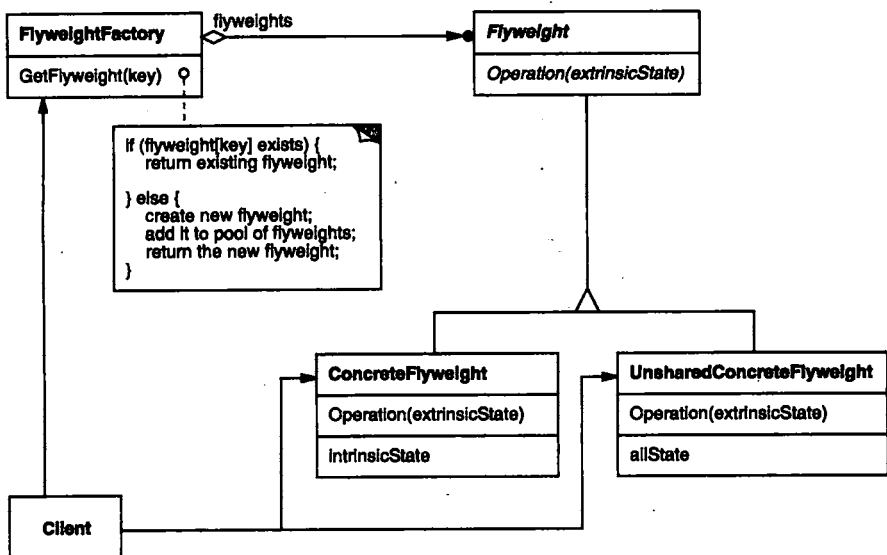 FlyweightFactory
GetFlyweight(key)
flyweights
Flyweight
Operation(extrinsicState)
if (flyweight[key] exists) {
return existing flyweight;
} else {
create new flyweight;
add it to pool of flyweights;
return the new flyweight;
}
ConcreteFlyweight
Operation(extrinsicState)
intrinsicState
UnsharedConcreteFlyweight
Operation(extrinsicState)
allState
Client